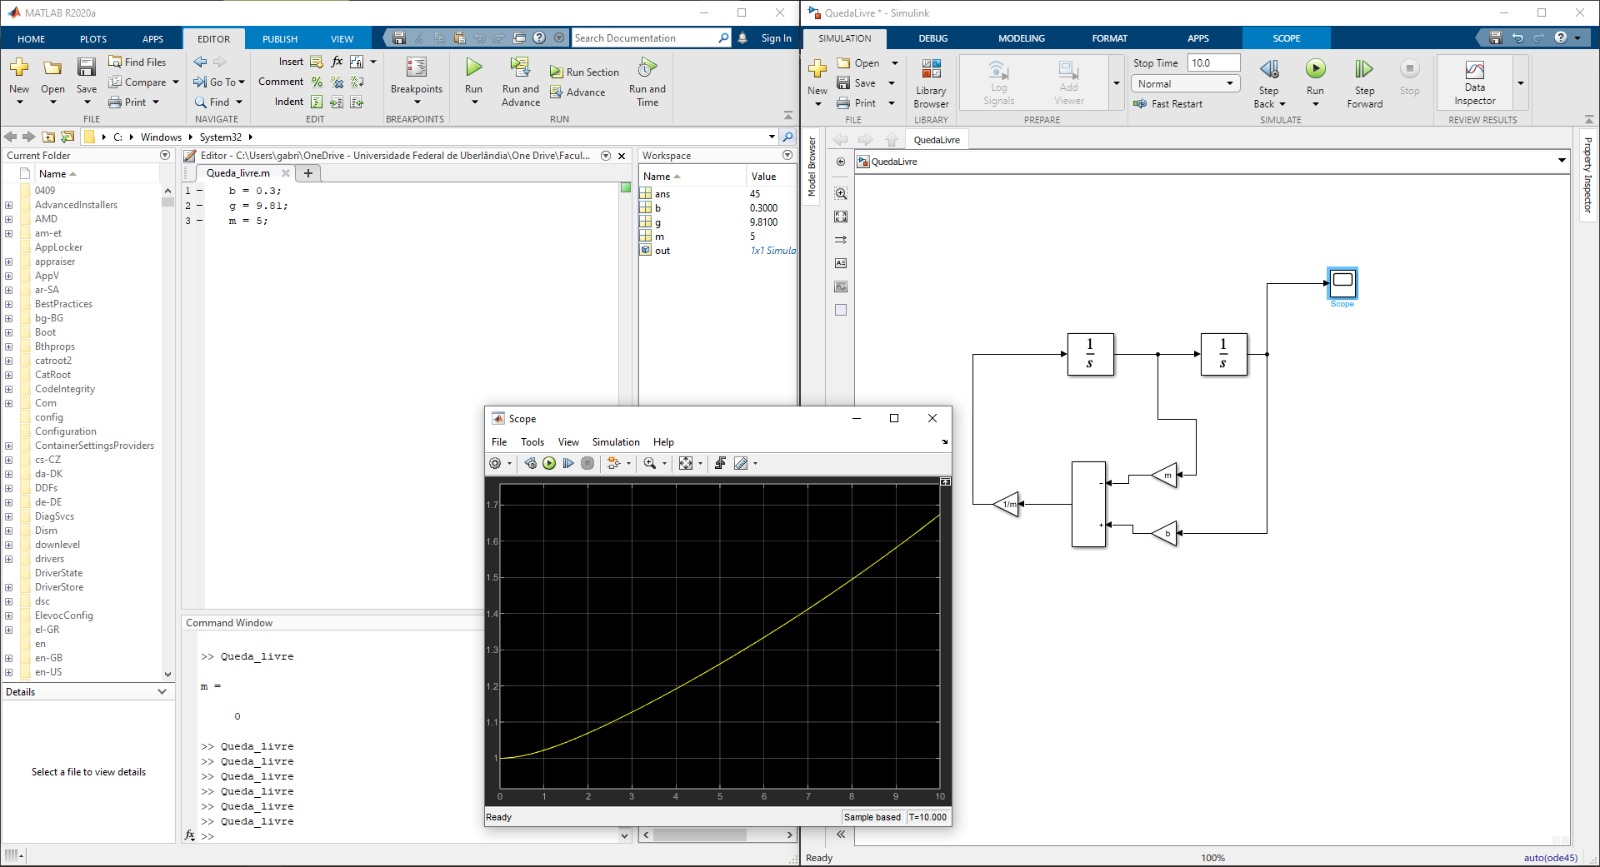 MATLAB R2020a
HOME PLOTS APPS EDITOR PUBLISH VIEW Search Documentation Sign In
New Open Save Find Files Compare Print
FILE
Go To Find
NAVIGATE
Insert fx
Comment
Indent
EDIT
Breakpoints
BREAKPOINTS
Run Run and Advance Run Section Advance Run and Time
RUN
C: Windows System32
Current Folder
Name
0409
AdvancedInstallers
AMD
am-et
AppLocker
appraiser
AppV
ar-SA
BestPractices
bg-BG
Boot
Bthprops
catroot2
CatRoot
CodeIntegrity
Com
config
Configuration
ContainerSettingsProviders
cs-CZ
da-DK
DDFs
de-DE
DiagSvcs
Dism
downlevel
drivers
DriverState
DriverStore
dsc
ElevocConfig
el-GR
en
en-GB
en-US
Details
Select a file to view details
Editor - C:\Users\gabri\OneDrive - Universidade Federal de Uberlândia\One Drive\Facul...
Queda_livre.m
1 – b = 0.3;
2 – g = 9.81;
3 – m = 5;
Workspace
Name Value
ans 45
b 0.3000
g 9.8100
m 5
out 1x1 Simula
Command Window
>> Queda_livre
m =
0
>> Queda_livre
>> Queda_livre
>> Queda_livre
>> Queda_livre
>> Queda_livre
>> Queda_livre
fx >>
Scope
File Tools View Simulation Help
1.7
1.6
1.5
1.4
1.3
1.2
1.1
1
0 1 2 3 4 5 6 7 8 9 10
Ready Sample based T=10.000
QuedaLivre * - Simulink
SIMULATION DEBUG MODELING FORMAT APPS SCOPE
New Open Save Print
FILE
Library Browser
LIBRARY
Log Signals Add Viewer
PREPARE
Stop Time 10.0
Normal
Fast Restart
Step Back Run Step Forward Stop
SIMULATE
Data Inspector
REVIEW RESULTS
Model Browser
QuedaLivre
QuedaLivre
Property Inspector
Scope
1
s
1
s
m
-
1/m
+
b
Ready 100% auto(ode45)